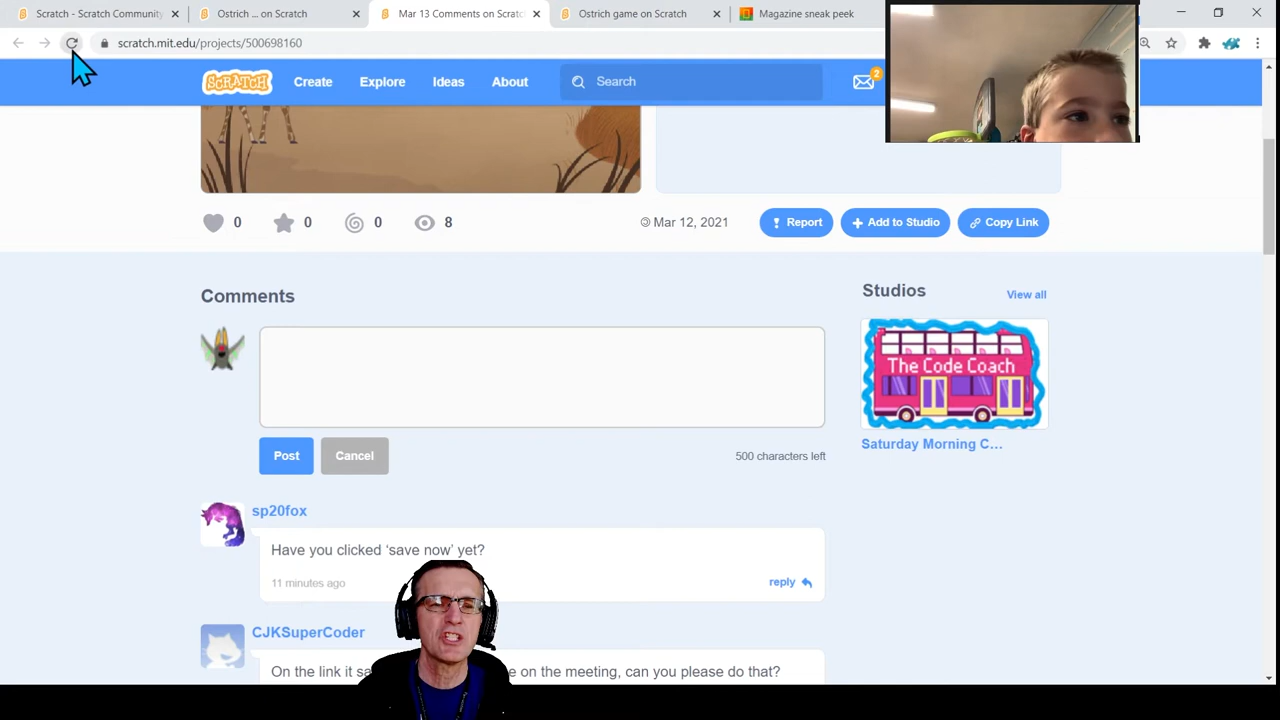 Scratch - Scratch Community
Ostrich ... on Scratch
Mar 13 Comments on Scratc
Ostrich game on Scratch
Magazine sneak peek
scratch.mit.edu/projects/500698160
SCRATCH
Create
Explore
Ideas
About
Search
2
0
0
0
8
Mar 12, 2021
Report
Add to Studio
Copy Link
Comments
Studios
View all
The Code Coach
Saturday Morning C...
Post
Cancel
500 characters left
sp20fox
Have you clicked ‘save now’ yet?
11 minutes ago
reply
CJKSuperCoder
On the link it sa
e on the meeting, can you please do that?